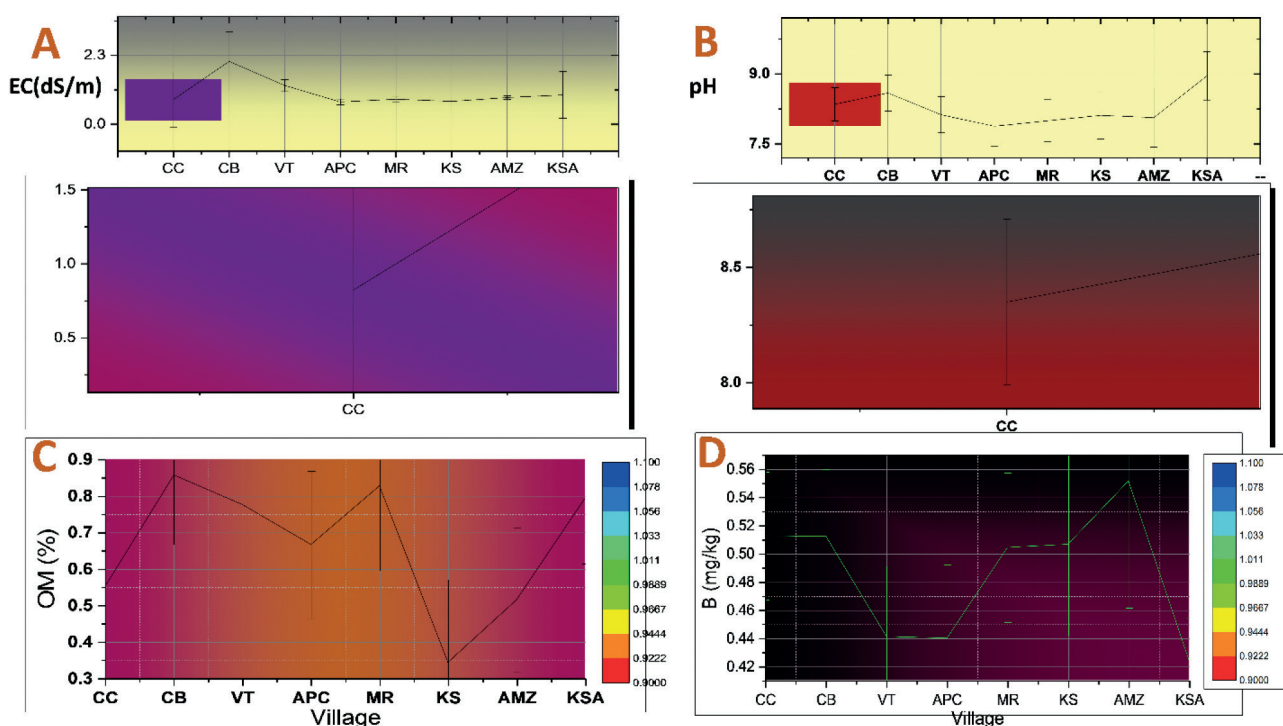 A
EC(dS/m)
2.3
0.0
CC CB VT APC MR KS AMZ KSA
1.5
1.0
0.5
CC
B
pH
9.0
7.5
CC CB VT APC MR KS AMZ KSA --
8.5
8.0
CC
C
OM (%)
0.9
0.8
0.7
0.6
0.5
0.4
0.3
CC CB VT APC MR KS AMZ KSA
Village
1.100
1.078
1.056
1.033
1.011
0.9889
0.9667
0.9444
0.9222
0.9000
D
B (mg/kg)
0.56
0.54
0.52
0.50
0.48
0.46
0.44
0.42
CC CB VT APC MR KS AMZ KSA
Village
1.100
1.078
1.056
1.033
1.011
0.9889
0.9667
0.9444
0.9222
0.9000